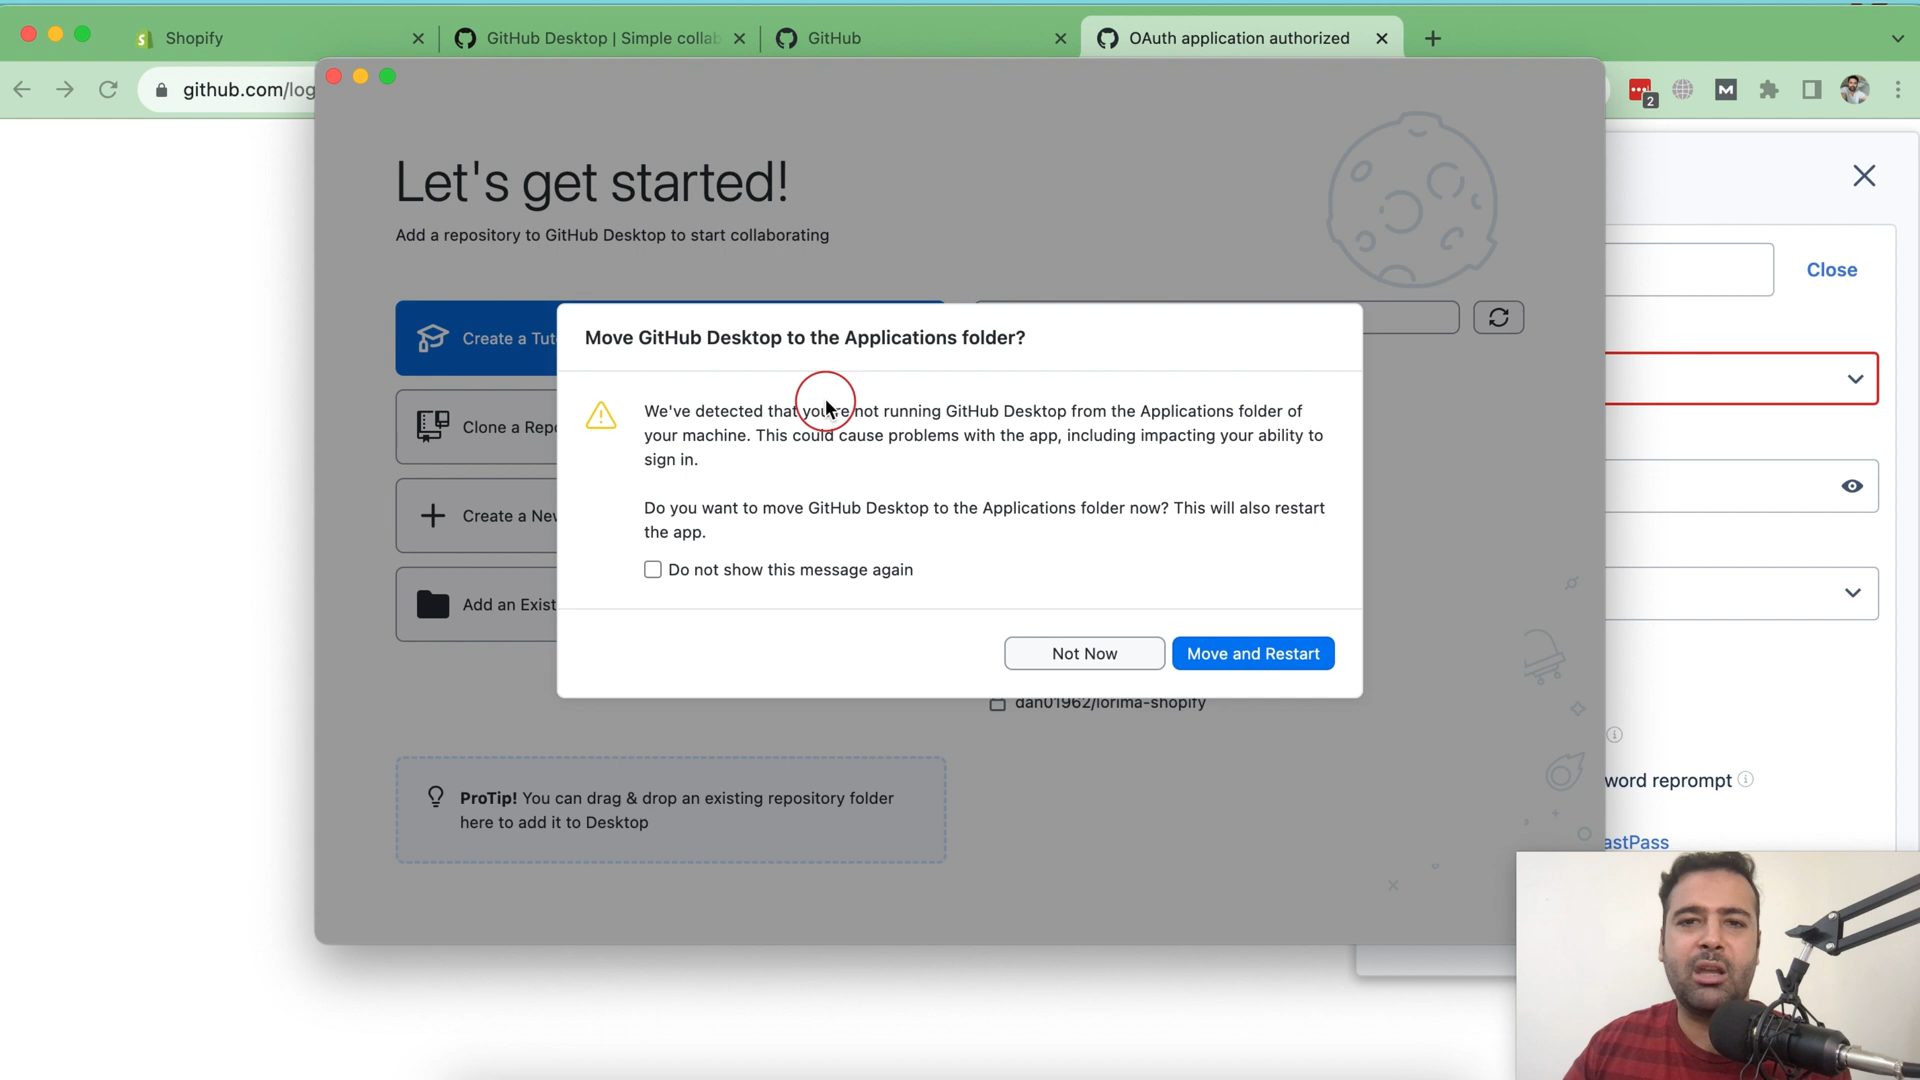 Shopify
GitHub Desktop | Simple collab
GitHub
OAuth application authorized
github.com/log
2
M
Let's get started!
Add a repository to GitHub Desktop to start collaborating
Close
Create a Tut
Move GitHub Desktop to the Applications folder?
We've detected that you're not running GitHub Desktop from the Applications folder of
your machine. This could cause problems with the app, including impacting your ability to
sign in.
Clone a Repo
Do you want to move GitHub Desktop to the Applications folder now? This will also restart
the app.
Create a New
Do not show this message again
Add an Exist
Not Now
Move and Restart
dan01962/lorima-shopify
word reprompt
ProTip! You can drag & drop an existing repository folder
here to add it to Desktop
astPass